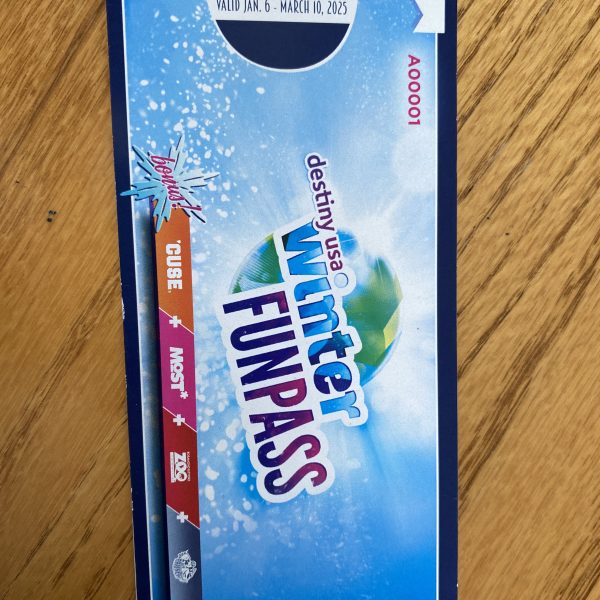 VALID JAN. 6 - MARCH 10, 2025
A00001
destiny usa
Winter
FUNPASS
bonus!
'CUSE + MOST* + ZOO +